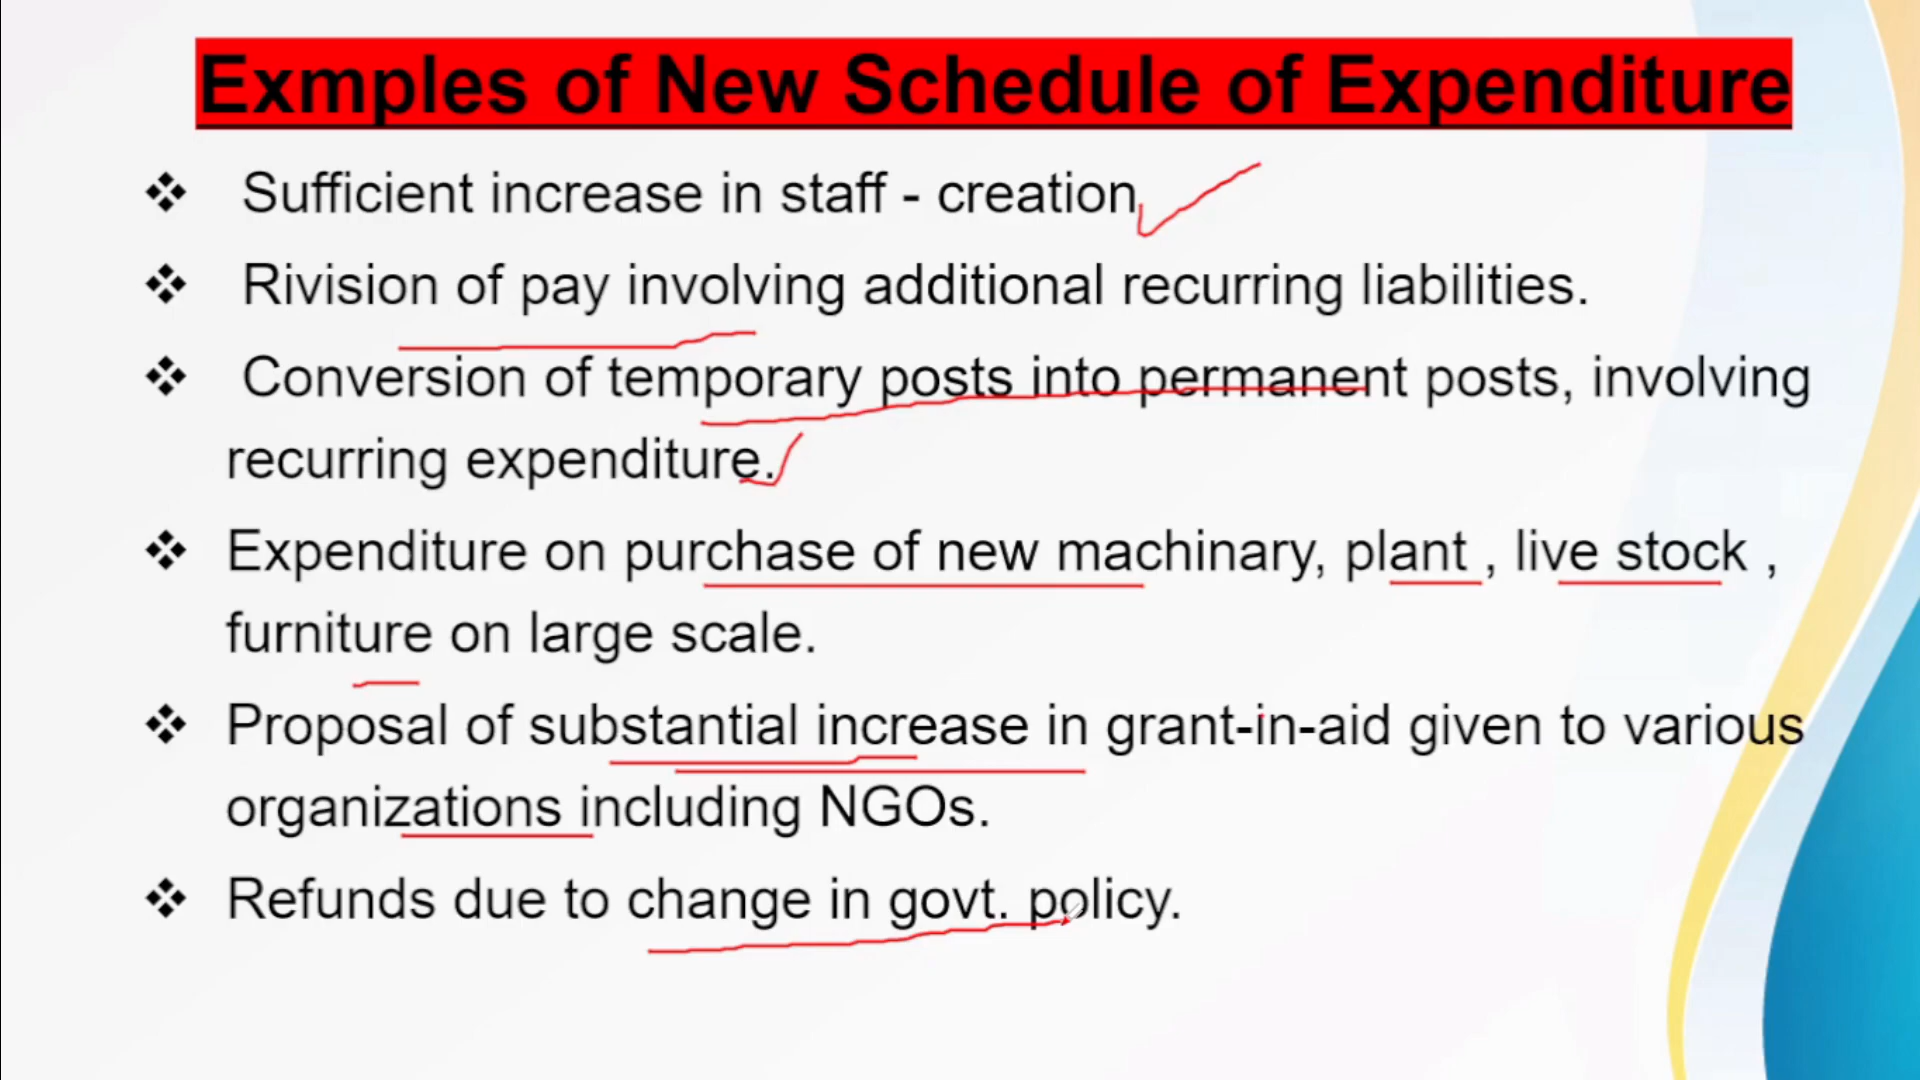 Exmples of New Schedule of Expenditure
❖ Sufficient increase in staff - creation
❖ Rivision of pay involving additional recurring liabilities.
❖ Conversion of temporary posts into permanent posts, involving
recurring expenditure.
❖ Expenditure on purchase of new machinary, plant , live stock ,
furniture on large scale.
❖ Proposal of substantial increase in grant-in-aid given to various
organizations including NGOs.
❖ Refunds due to change in govt. policy.